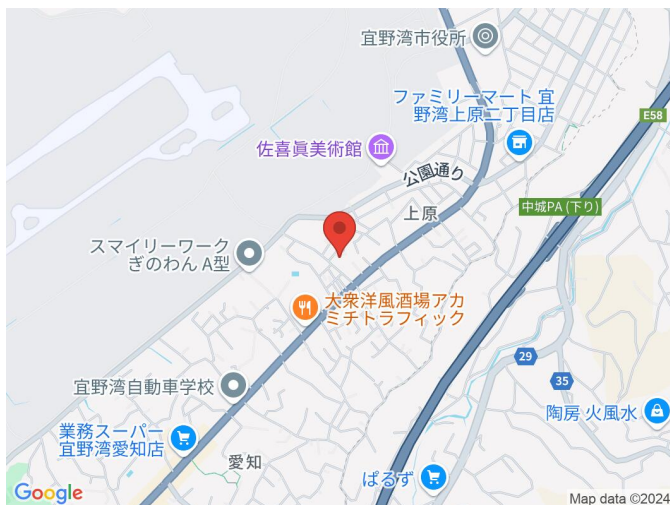 宜野湾市役所
ファミリーマート 宜
野湾上原二丁目店
E58
佐喜眞美術館
公園通り
中城PA (下り)
上原
スマイリーワーク
ぎのわん A型
大衆洋風酒場アカ
ミチトラフィック
29
35
宜野湾自動車学校
陶房 火風水
業務スーパー
宜野湾愛知店
愛知
ぱるず
Google
Map data ©2024